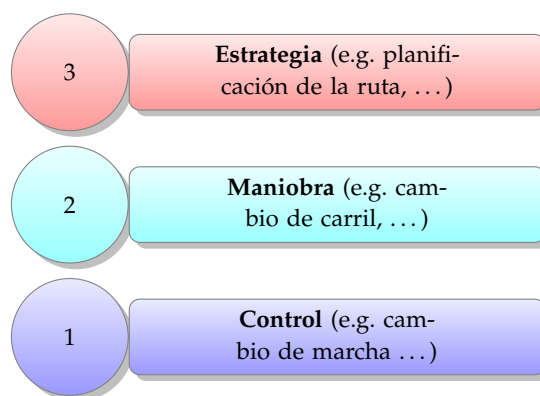 3
Estrategia (e.g. planifi-
cación de la ruta, ...)
2
Maniobra (e.g. cam-
bio de carril, ...)
1
Control (e.g. cam-
bio de marcha ...)